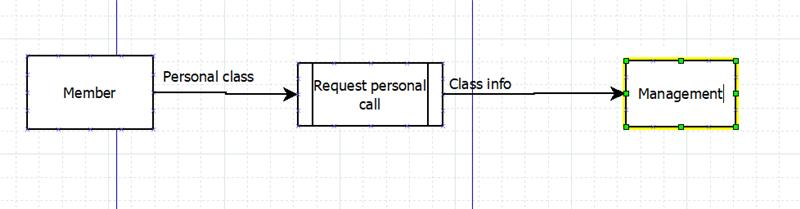 Member
Personal class
Request personal
call
Class info
Management